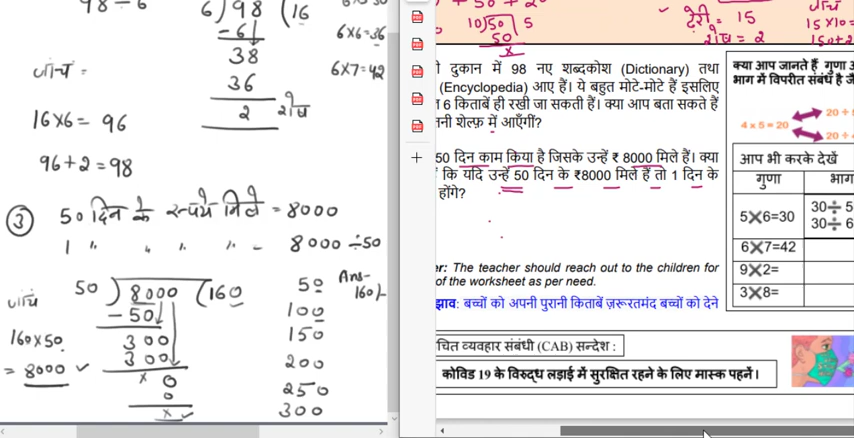 98 - 6
6)98(16
-6↓
6×6=36
38
6×7=42
36
जाँच =
2 शेष
16×6= 96
96+2=98
③ 50 दिन के रूपये मिले = 8000
1 " " " " - 8000÷50
50)8000(160
50
Ans-
160/-
जाँच
-50↓
100
160×50
300
150
300↓
= 8000 ✓
200
x 0
0
250
x ✓
300
+ 50 +
10)50(5
50
x
टेरी = 15
शेष = 2
जाँच
15×10=
150+2
दुकान में 98 नए शब्दकोश (Dictionary) तथा
(Encyclopedia) आए हैं। ये बहुत मोटे-मोटे हैं इसलिए
6 किताबें ही रखी जा सकती हैं। क्या आप बता सकते हैं
शेल्फ़ में आएँगी?
50 दिन काम किया है जिसके उन्हें ₹ 8000 मिले हैं। क्या
कि यदि उन्हें 50 दिन के ₹8000 मिले हैं तो 1 दिन के
होंगे?
er: The teacher should reach out to the children for
of the worksheet as per need.
झाव: बच्चों को अपनी पुरानी किताबें ज़रूरतमंद बच्चों को देने
चित व्यवहार संबंधी (CAB) सन्देश :
कोविड 19 के विरुद्ध लड़ाई में सुरक्षित रहने के लिए मास्क पहनें।
क्या आप जानते हैं गुणा
भाग में विपरीत संबंध है
20 ÷
4 x 5 = 20
20 ÷
आप भी करके देखें
गुणा भाग
5×6=30 30÷5
30÷6
6×7=42
9×2=
3×8=